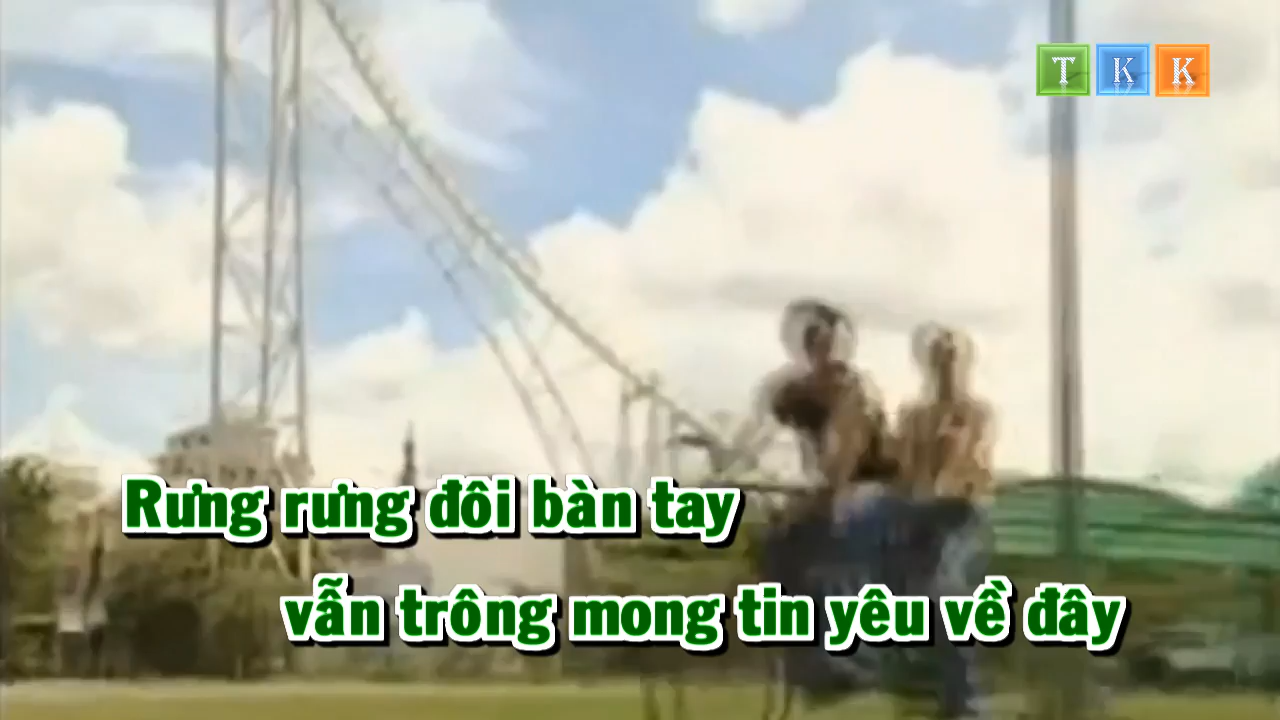 T K K
Rưng rưng đôi bàn tay
vẫn trông mong tin yêu về đây